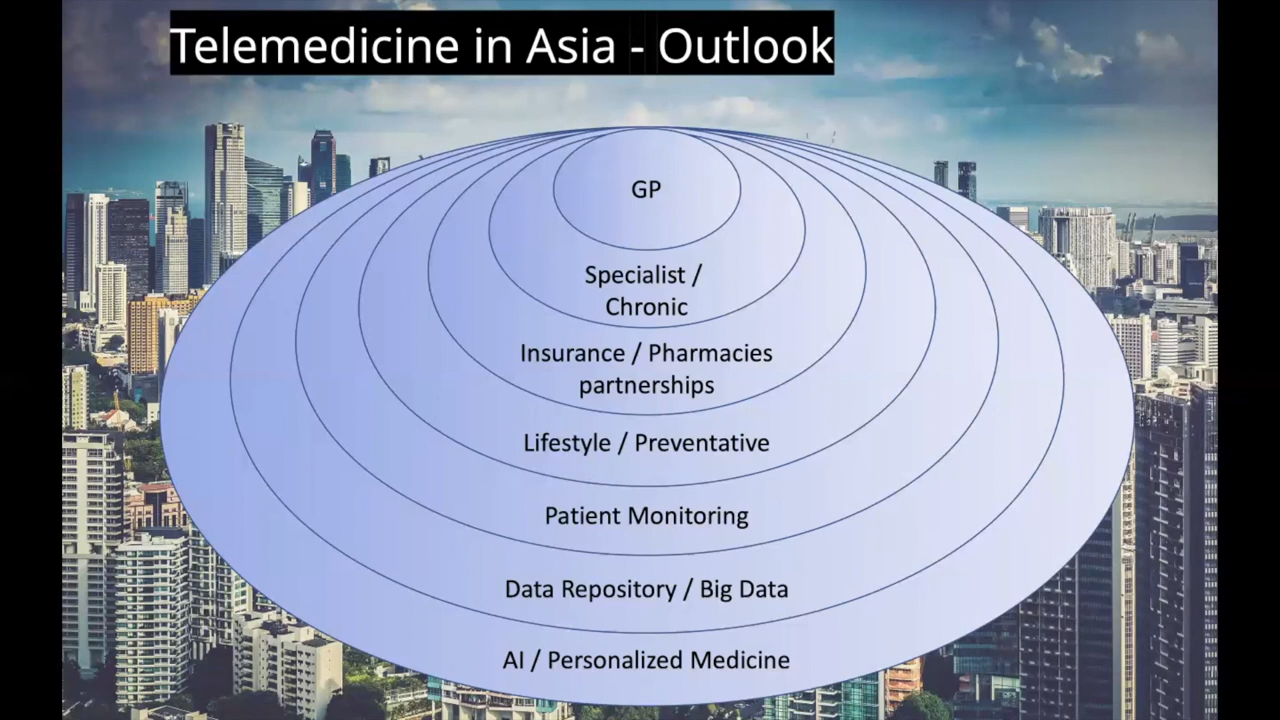 Telemedicine in Asia - Outlook
GP
Specialist /
Chronic
Insurance / Pharmacies
partnerships
Lifestyle / Preventative
Patient Monitoring
Data Repository / Big Data
AI / Personalized Medicine